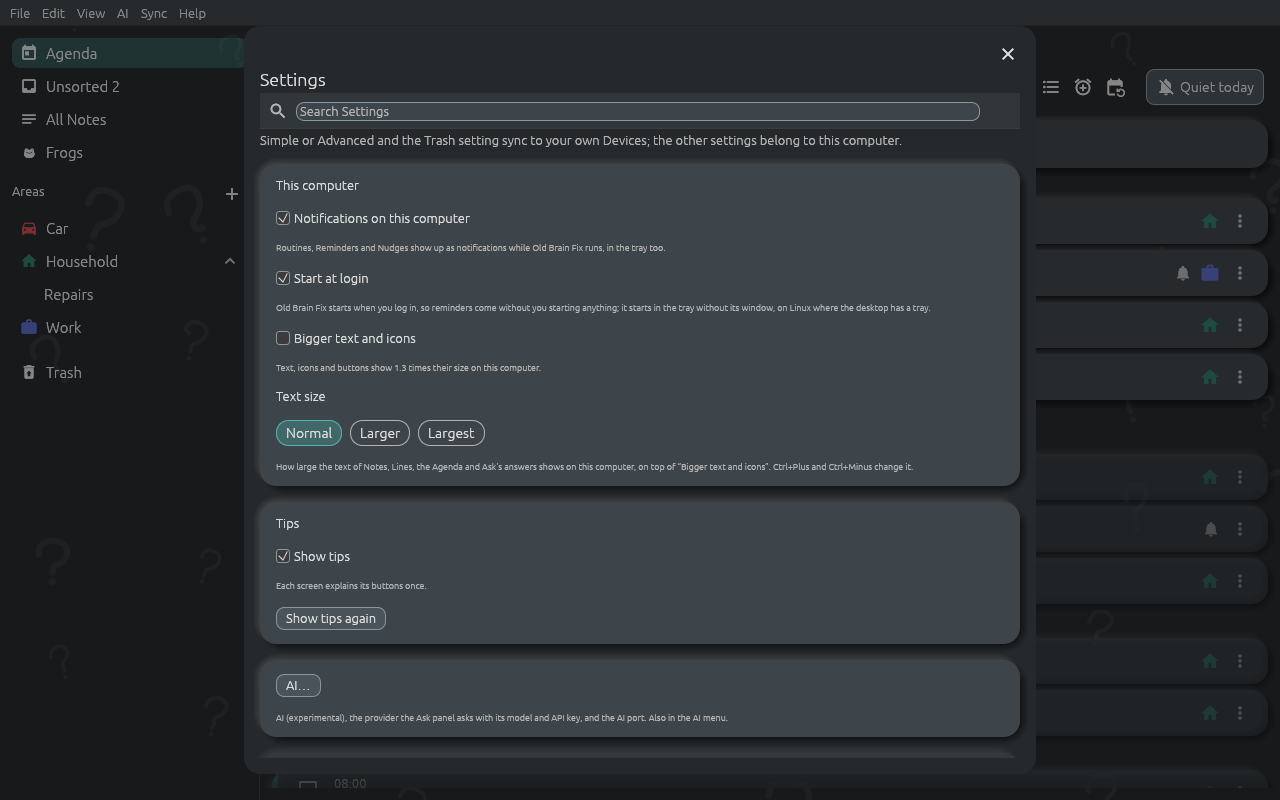 File Edit View AI Sync Help
Agenda
Unsorted 2
All Notes
Frogs
Areas
Car
Household
Repairs
Work
Trash
Quiet today
Settings
Search Settings
Simple or Advanced and the Trash setting sync to your own Devices; the other settings belong to this computer.
This computer
Notifications on this computer
Routines, Reminders and Nudges show up as notifications while Old Brain Fix runs, in the tray too.
Start at login
Old Brain Fix starts when you log in, so reminders come without you starting anything; it starts in the tray without its window, on Linux where the desktop has a tray.
Bigger text and icons
Text, icons and buttons show 1.3 times their size on this computer.
Text size
Normal Larger Largest
How large the text of Notes, Lines, the Agenda and Ask's answers shows on this computer, on top of "Bigger text and icons". Ctrl+Plus and Ctrl+Minus change it.
Tips
Show tips
Each screen explains its buttons once.
Show tips again
AI…
AI (experimental), the provider the Ask panel asks with its model and API key, and the AI port. Also in the AI menu.
08:00